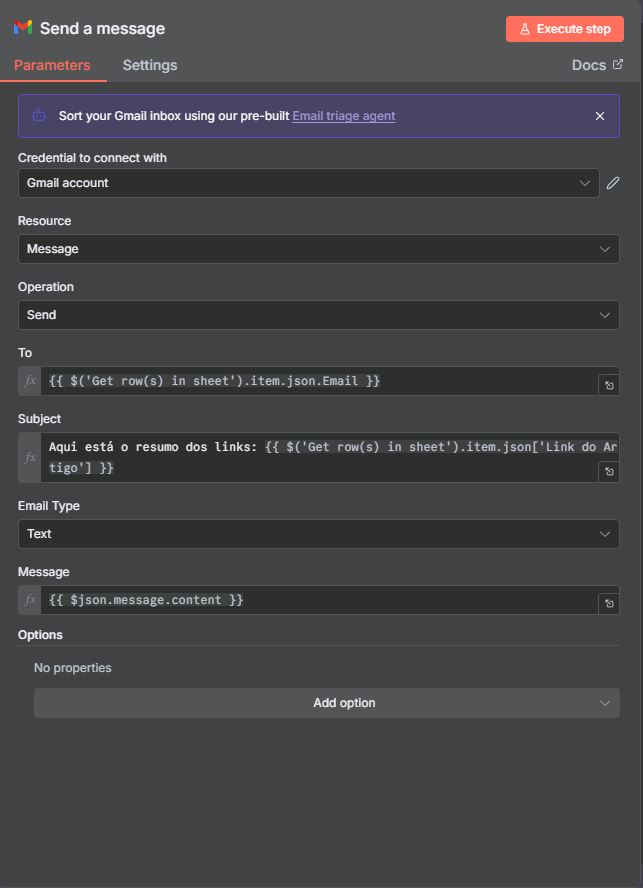 Send a message
Execute step
Parameters
Settings
Docs
Sort your Gmail inbox using our pre-built Email triage agent
Credential to connect with
Gmail account
Resource
Message
Operation
Send
To
fx
{{ $('Get row(s) in sheet').item.json.Email }}
Subject
fx
Aqui está o resumo dos links: {{ $('Get row(s) in sheet').item.json['Link do Ar
tigo'] }}
Email Type
Text
Message
fx
{{ $json.message.content }}
Options
No properties
Add option